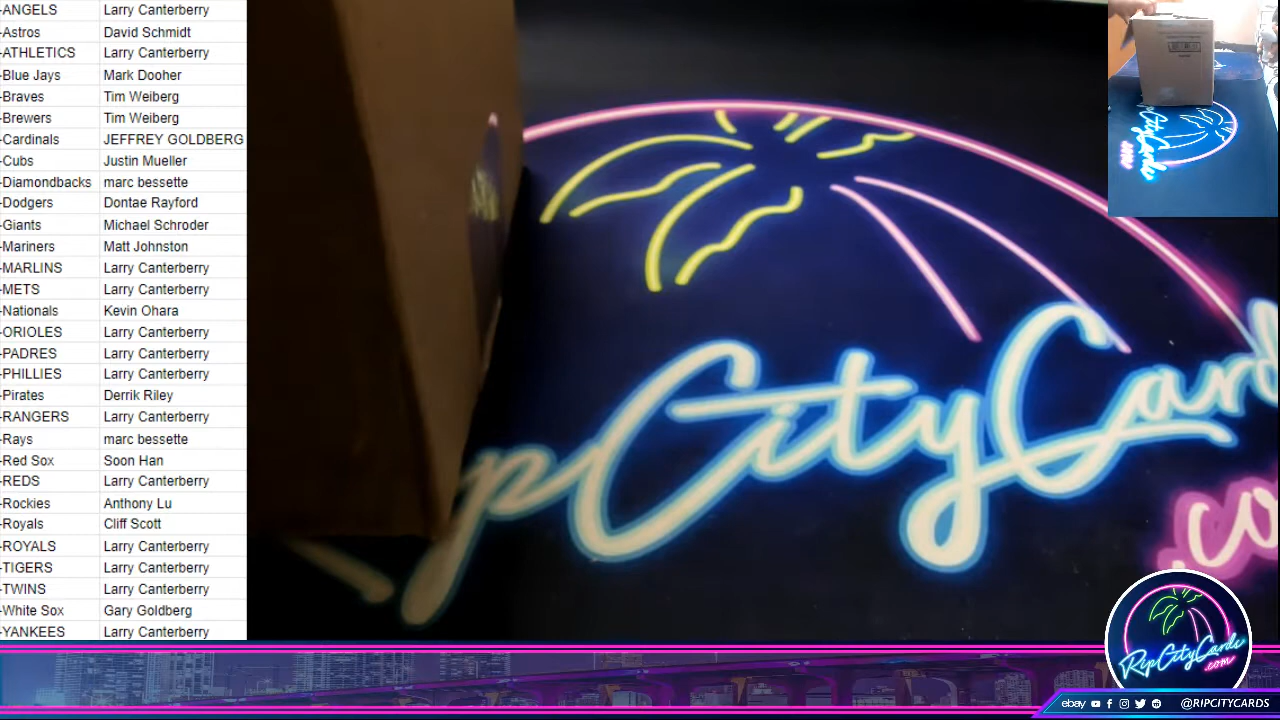 -ANGELS Larry Canterberry
-Astros David Schmidt
-ATHLETICS Larry Canterberry
-Blue Jays Mark Dooher
-Braves Tim Weiberg
-Brewers Tim Weiberg
-Cardinals JEFFREY GOLDBERG
-Cubs Justin Mueller
-Diamondbacks marc bessette
-Dodgers Dontae Rayford
-Giants Michael Schroder
-Mariners Matt Johnston
-MARLINS Larry Canterberry
-METS Larry Canterberry
-Nationals Kevin Ohara
-ORIOLES Larry Canterberry
-PADRES Larry Canterberry
-PHILLIES Larry Canterberry
-Pirates Derrik Riley
-RANGERS Larry Canterberry
-Rays marc bessette
-Red Sox Soon Han
-REDS Larry Canterberry
-Rockies Anthony Lu
-Royals Cliff Scott
-ROYALS Larry Canterberry
-TIGERS Larry Canterberry
-TWINS Larry Canterberry
-White Sox Gary Goldberg
-YANKEES Larry Canterberry
pCityCard
.co
RipCityCards
.com
ebay @RIPCITYCARDS